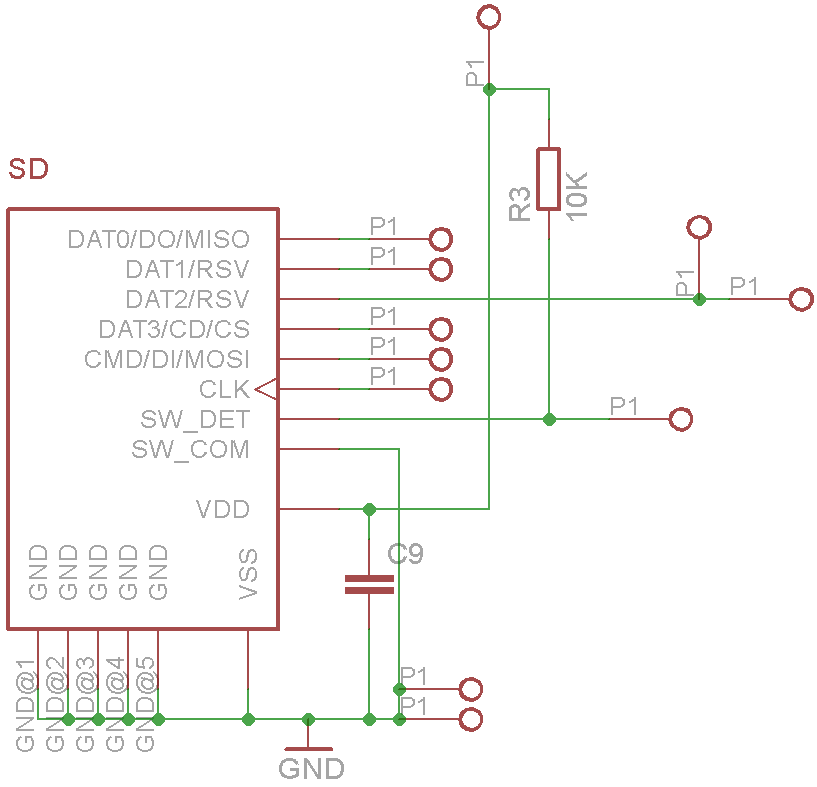 P1
SD
R3
10K
DAT0/DO/MISO
P1
DAT1/RSV
P1
DAT2/RSV
P1
P1
DAT3/CD/CS
P1
CMD/DI/MOSI
P1
CLK
P1
SW_DET
P1
SW_COM
VDD
C9
GND
GND
GND
GND
GND
VSS
GND@1
GND@2
GND@3
GND@4
GND@5
P1
P1
GND